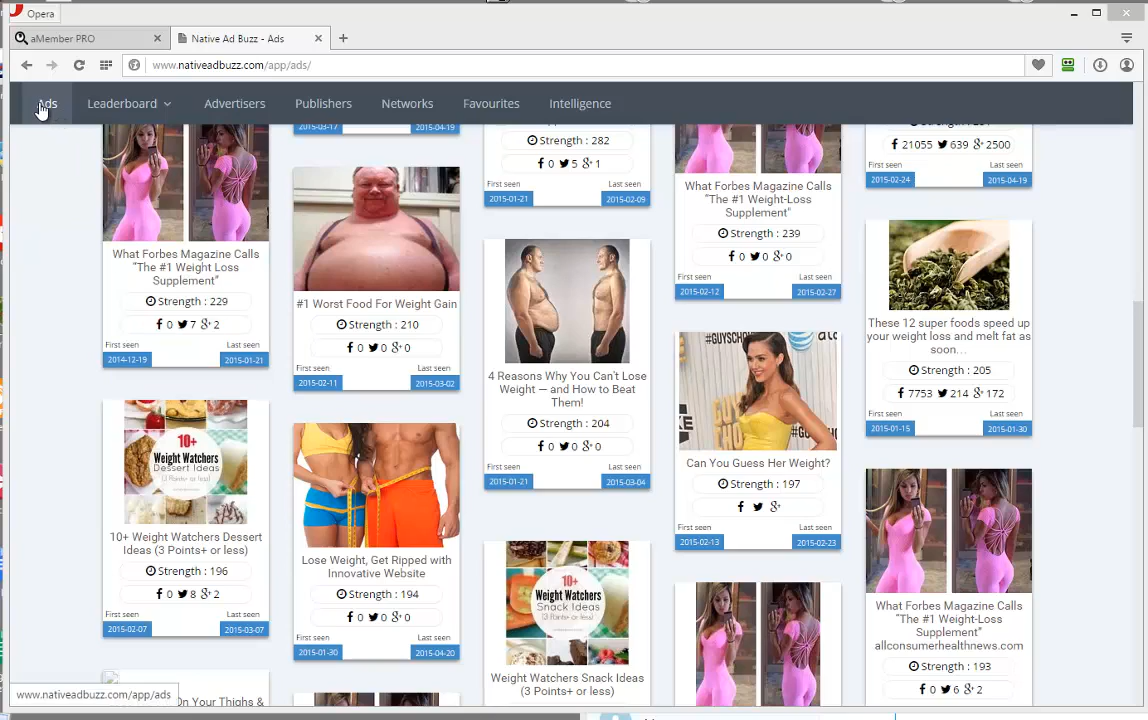 Opera
aMember PRO
Native Ad Buzz - Ads
www.nativeadbuzz.com/app/ads/
Ads
Leaderboard
Advertisers
Publishers
Networks
Favourites
Intelligence
What Forbes Magazine Calls
"The #1 Weight Loss
Supplement"
Strength : 229
0 7 2
First seen Last seen
2014-12-19 2015-01-21
10+
Weight Watchers
Dessert Ideas
(3 Points+ or less)
10+ Weight Watchers Dessert
Ideas (3 Points+ or less)
Strength : 196
0 8 2
First seen Last seen
2015-02-07 2015-03-07
On Your Thighs &
www.nativeadbuzz.com/app/ads
2015-03-17 2015-04-19
#1 Worst Food For Weight Gain
Strength : 210
0 0 0
First seen Last seen
2015-02-11 2015-03-02
Lose Weight, Get Ripped with
Innovative Website
Strength : 194
0 0 0
First seen Last seen
2015-01-30 2015-04-20
Strength : 282
0 5 1
First seen Last seen
2015-01-21 2015-02-09
4 Reasons Why You Can't Lose
Weight — and How to Beat
Them!
Strength : 204
0 0 0
First seen Last seen
2015-01-21 2015-03-04
10+
Weight Watchers
Snack Ideas
(3 Points+ or less)
Weight Watchers Snack Ideas
(3 Points+ or less)
What Forbes Magazine Calls
"The #1 Weight-Loss
Supplement"
Strength : 239
0 0 0
First seen Last seen
2015-02-12 2015-02-27
#GUYSCHO
at&t
#GU
Can You Guess Her Weight?
Strength : 197
First seen Last seen
2015-02-13 2015-02-23
21055 639 2500
First seen Last seen
2015-02-24 2015-04-19
These 12 super foods speed up
your weight loss and melt fat as
soon...
Strength : 205
7753 214 172
First seen Last seen
2015-01-15 2015-01-30
What Forbes Magazine Calls
"The #1 Weight-Loss
Supplement"
allconsumerhealthnews.com
Strength : 193
0 6 2